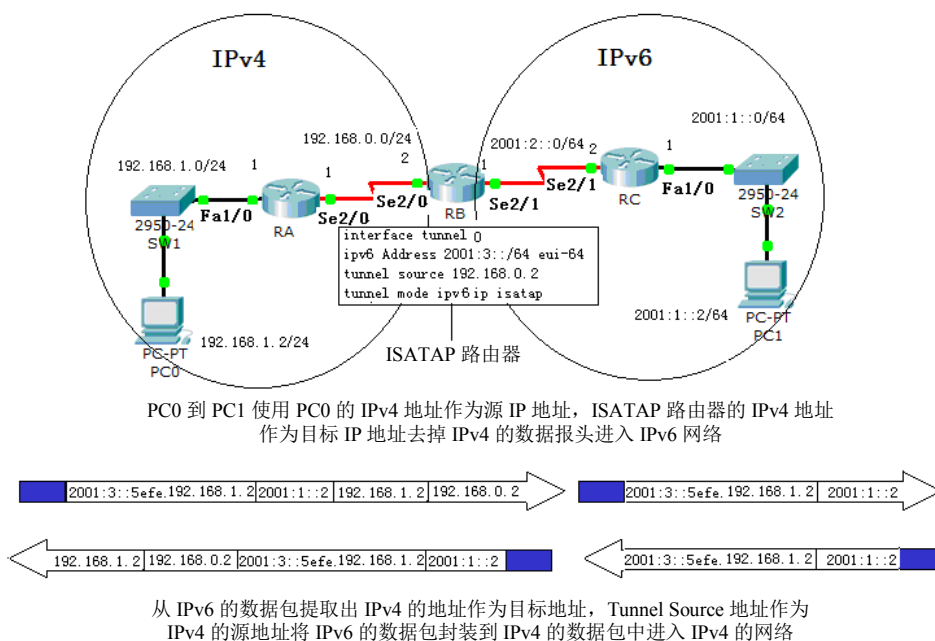 IPv4
IPv6
192.168.0.0/24
2001:2::0/64
2001:1::0/64
192.168.1.0/24
1
1
2
1
2
1
Fa1/0
Se2/0
Se2/0
Se2/1
Se2/1
Fa1/0
2950-24
SW1
RA
RB
RC
2950-24
SW2
interface tunnel 0
ipv6 Address 2001:3::/64 eui-64
tunnel source 192.168.0.2
tunnel mode ipv6ip isatap
2001:1::2/64
PC-PT
PC1
192.168.1.2/24
PC-PT
PC0
ISATAP 路由器
PC0 到 PC1 使用 PC0 的 IPv4 地址作为源 IP 地址，ISATAP 路由器的 IPv4 地址
作为目标 IP 地址去掉 IPv4 的数据报头进入 IPv6 网络
2001:3::5efe.192.168.1.2 2001:1::2 192.168.1.2 192.168.0.2
2001:3::5efe.192.168.1.2 2001:1::2
192.168.1.2 192.168.0.2 2001:3::5efe.192.168.1.2 2001:1::2
2001:3::5efe.192.168.1.2 2001:1::2
从 IPv6 的数据包提取出 IPv4 的地址作为目标地址，Tunnel Source 地址作为
IPv4 的源地址将 IPv6 的数据包封装到 IPv4 的数据包中进入 IPv4 的网络